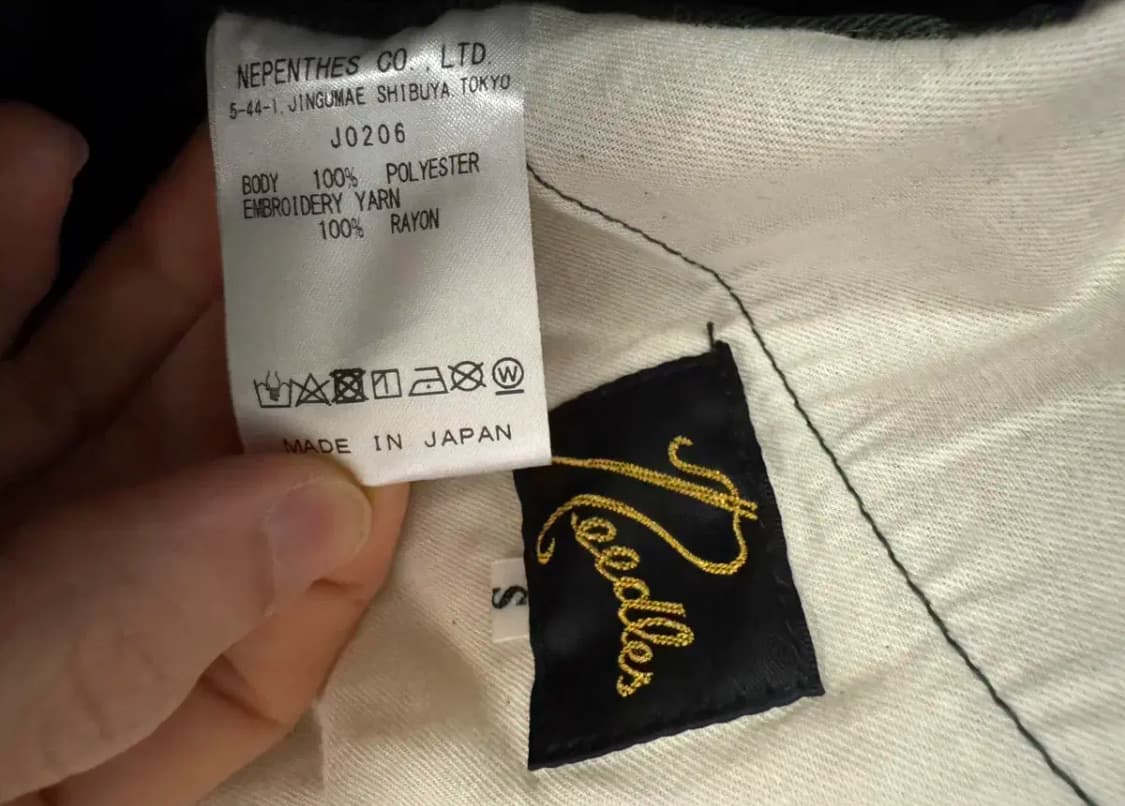 NEPENTHES CO., LTD.
5-44-1, JINGUMAE SHIBUYA TOKYO
J0206
BODY 100% POLYESTER
EMBROIDERY YARN
100% RAYON
W
MADE IN JAPAN
Needles
S